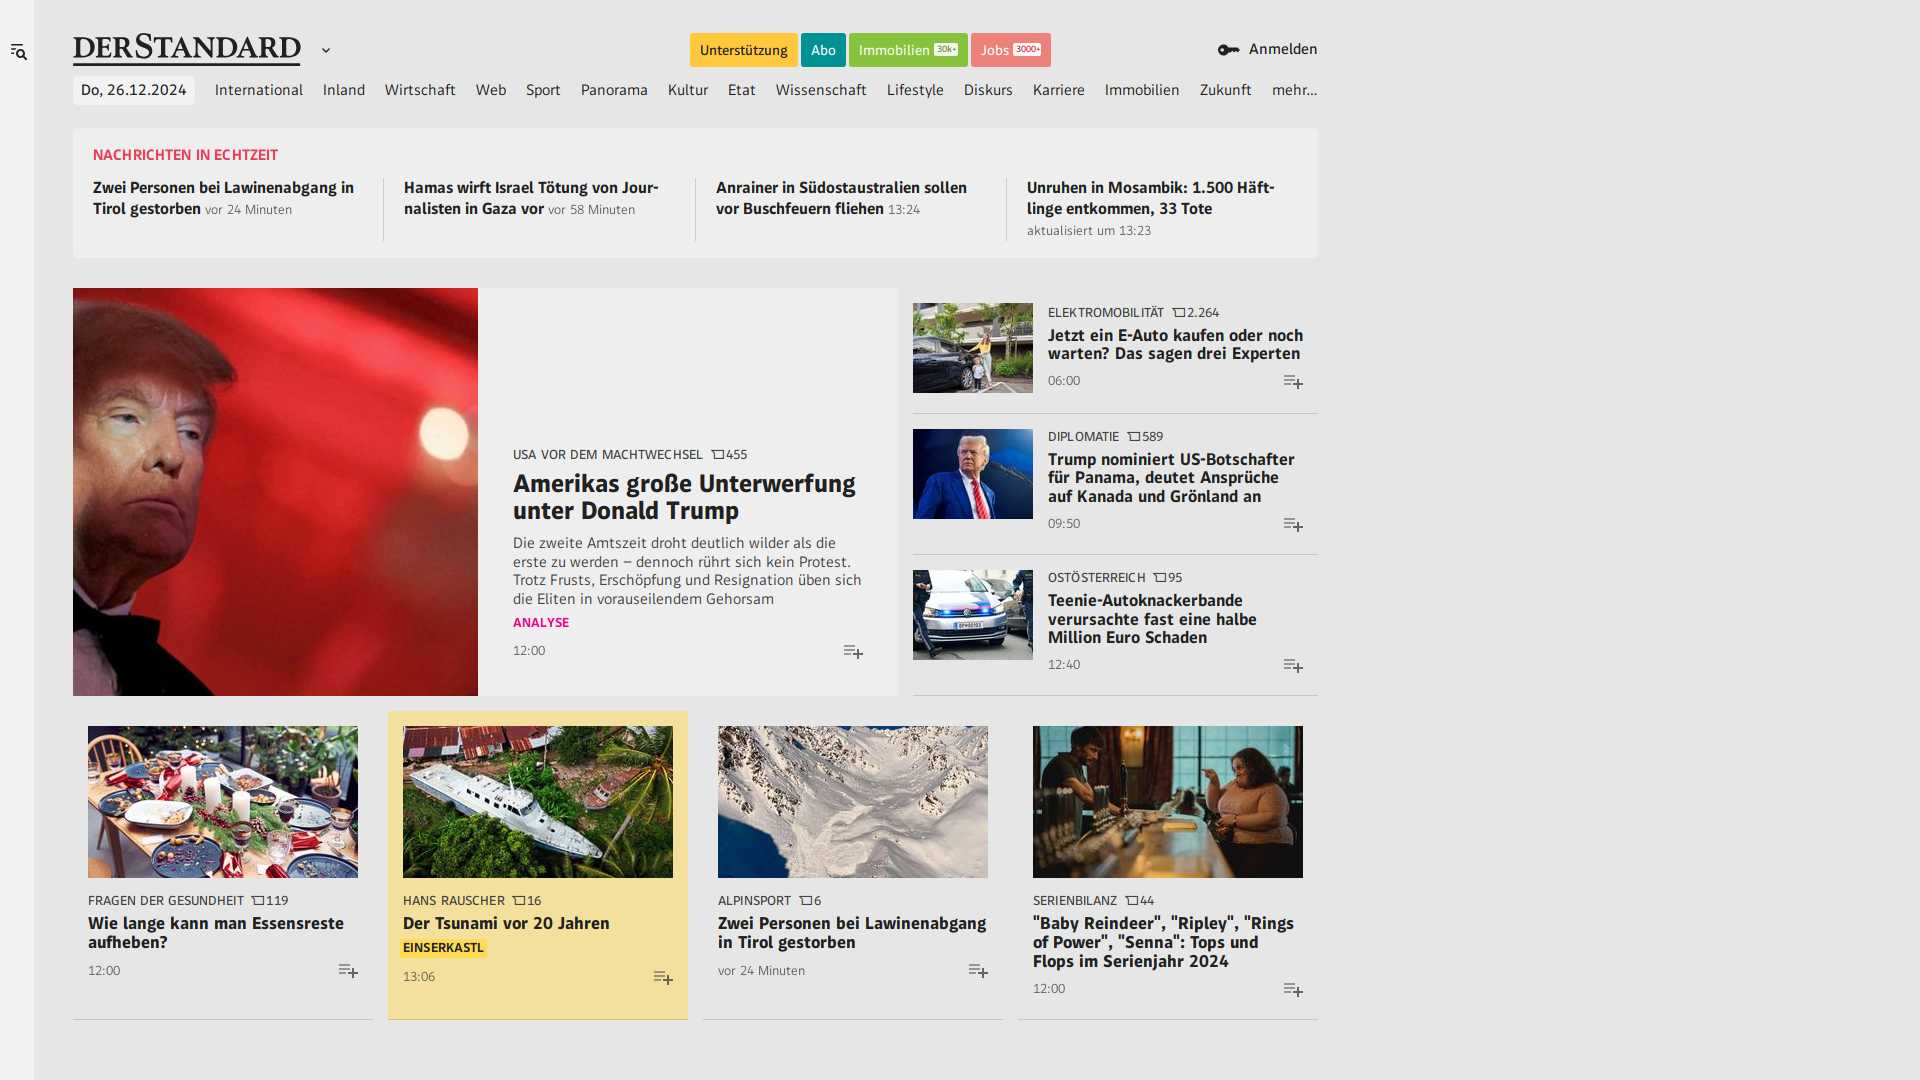 DERSTANDARD
Unterstützung Abo Immobilien 30k+ Jobs 3000+
Anmelden
Do, 26.12.2024 International Inland Wirtschaft Web Sport Panorama Kultur Etat Wissenschaft Lifestyle Diskurs Karriere Immobilien Zukunft mehr…
NACHRICHTEN IN ECHTZEIT
Zwei Personen bei Lawinenabgang in
Tirol gestorben vor 24 Minuten
Hamas wirft Israel Tötung von Jour-
nalisten in Gaza vor vor 58 Minuten
Anrainer in Südostaustralien sollen
vor Buschfeuern fliehen 13:24
Unruhen in Mosambik: 1.500 Häft-
linge entkommen, 33 Tote
aktualisiert um 13:23
USA VOR DEM MACHTWECHSEL 455
Amerikas große Unterwerfung
unter Donald Trump
Die zweite Amtszeit droht deutlich wilder als die
erste zu werden – dennoch rührt sich kein Protest.
Trotz Frusts, Erschöpfung und Resignation üben sich
die Eliten in vorauseilendem Gehorsam
ANALYSE
12:00
ELEKTROMOBILITÄT 2.264
Jetzt ein E-Auto kaufen oder noch
warten? Das sagen drei Experten
06:00
DIPLOMATIE 589
Trump nominiert US-Botschafter
für Panama, deutet Ansprüche
auf Kanada und Grönland an
09:50
OSTÖSTERREICH 95
Teenie-Autoknackerbande
verursachte fast eine halbe
Million Euro Schaden
12:40
FRAGEN DER GESUNDHEIT 119
Wie lange kann man Essensreste
aufheben?
12:00
HANS RAUSCHER 16
Der Tsunami vor 20 Jahren
EINSERKASTL
13:06
ALPINSPORT 6
Zwei Personen bei Lawinenabgang
in Tirol gestorben
vor 24 Minuten
SERIENBILANZ 44
"Baby Reindeer", "Ripley", "Rings
of Power", "Senna": Tops und
Flops im Serienjahr 2024
12:00